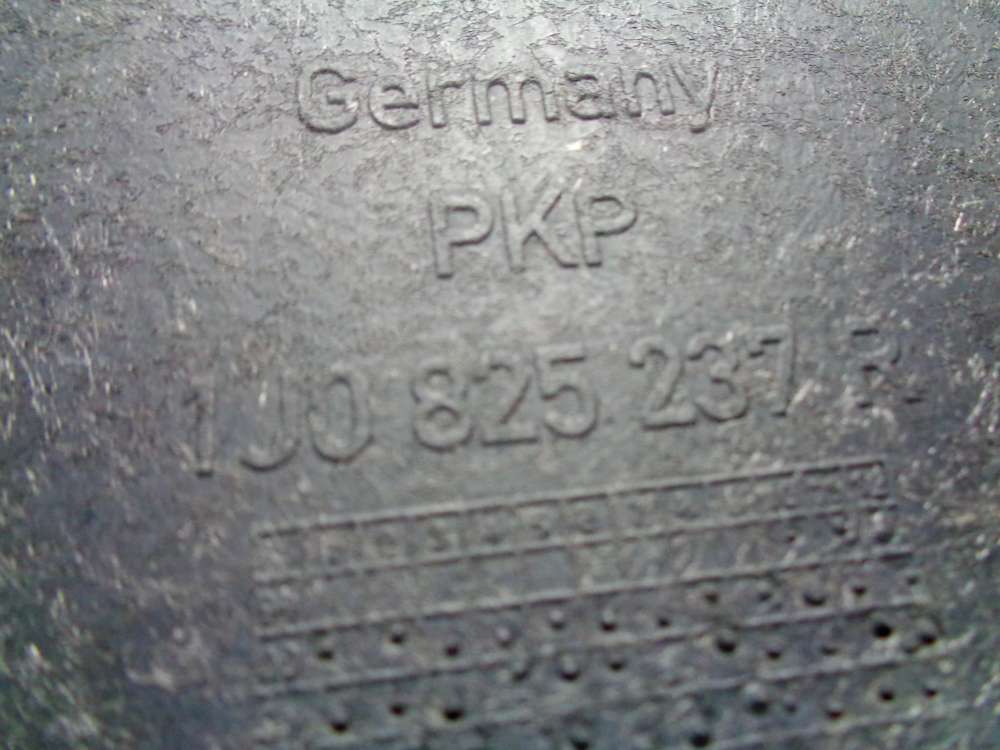 Germany
PKP
1J0 825 237 R